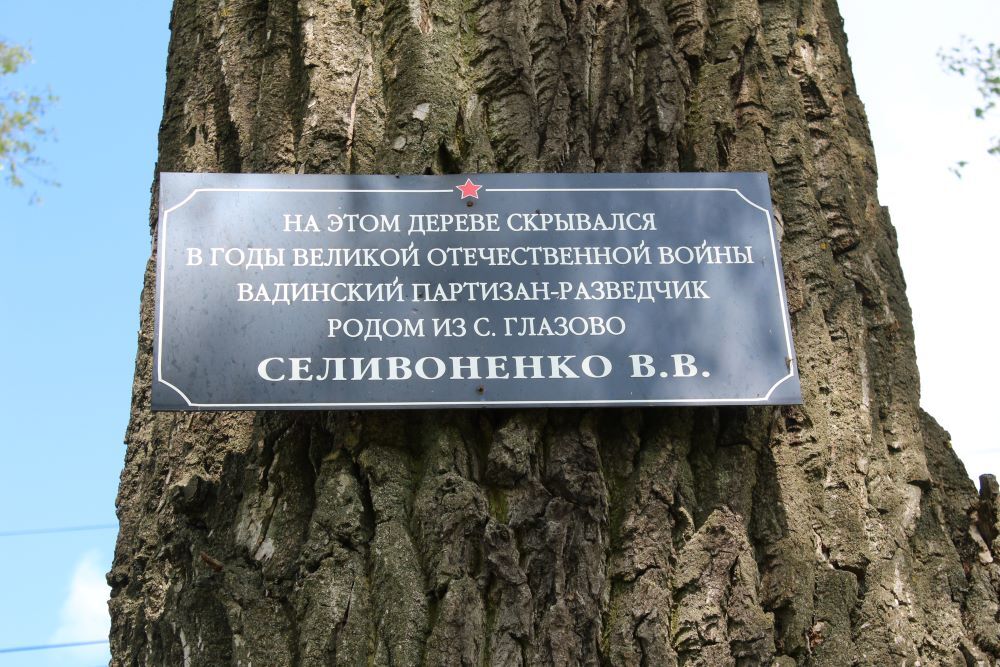 НА ЭТОМ ДЕРЕВЕ СКРЫВАЛСЯ
В ГОДЫ ВЕЛИКОЙ ОТЕЧЕСТВЕННОЙ ВОЙНЫ
ВАДИНСКИЙ ПАРТИЗАН-РАЗВЕДЧИК
РОДОМ ИЗ С. ГЛАЗОВО
СЕЛИВОНЕНКО В.В.